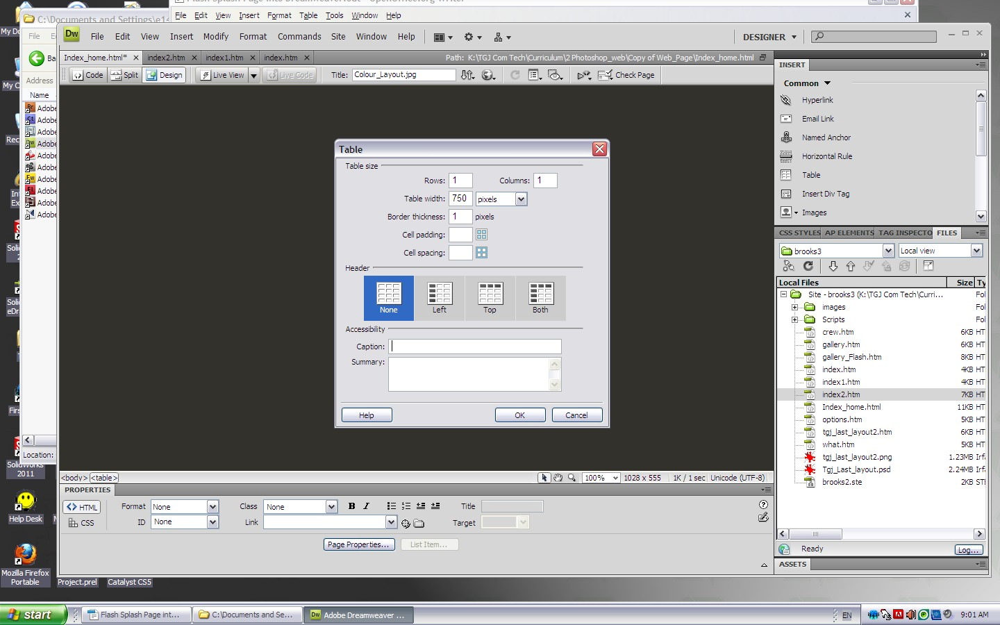 File Edit View Insert Format Table Tools Window Help
C:\Documents and Settings\e14
Dw File Edit View Insert Modify Format Commands Site Window Help DESIGNER
Index_home.html* index2.htm index1.htm index.htm Path: K:\TGJ Com Tech\Curriculum\2 Photoshop_web\Copy of Web_Page\Index_home.html
Code Split Design Live View Live Code Title: Colour_Layout.jpg Check Page
File
Address
Name
Adobe
Adobe
Adobe
Adobe
Adobe
Adobe
Adobe
Adobe
Adobe
Adobe
Location:
Table
Table size
Rows: 1 Columns: 1
Table width: 750 pixels
Border thickness: 1 pixels
Cell padding:
Cell spacing:
Header
None Left Top Both
Accessibility
Caption:
Summary:
Help OK Cancel
<body> <table> 100% 1028 x 555 1K / 1 sec Unicode (UTF-8)
PROPERTIES
HTML Format None Class None B I Title
CSS ID None Link Target
Page Properties... List Item...
INSERT
Common
Hyperlink
Email Link
Named Anchor
Horizontal Rule
Table
Insert Div Tag
Images
CSS STYLES AP ELEMENTS TAG INSPECTO FILES
brooks3 Local view
Local Files Size Ty
Site - brooks3 (K:\TGJ Com Tech\Curri... Fol
images Fol
Scripts Fol
crew.htm 6KB HT
gallery.htm 6KB HT
gallery_Flash.htm 8KB HT
index.htm 4KB HT
index1.htm 4KB HT
index2.htm 7KB HT
Index_home.html 11KB HT
options.htm 5KB HT
tgj_last_layout2.htm 6KB HT
what.htm 5KB HT
tgj_last_layout2.png 1.23MB Irf
Tgj_Last_layout.psd 2.24MB Irf
brooks2.ste 2KB ST
Ready Log...
ASSETS
SolidWorks
2011
Help Desk
Mozilla Firefox
Portable
Project.prel
Catalyst CS5
start Flash Splash Page int... C:\Documents and Se... Dw Adobe Dreamweaver ... EN 9:01 AM